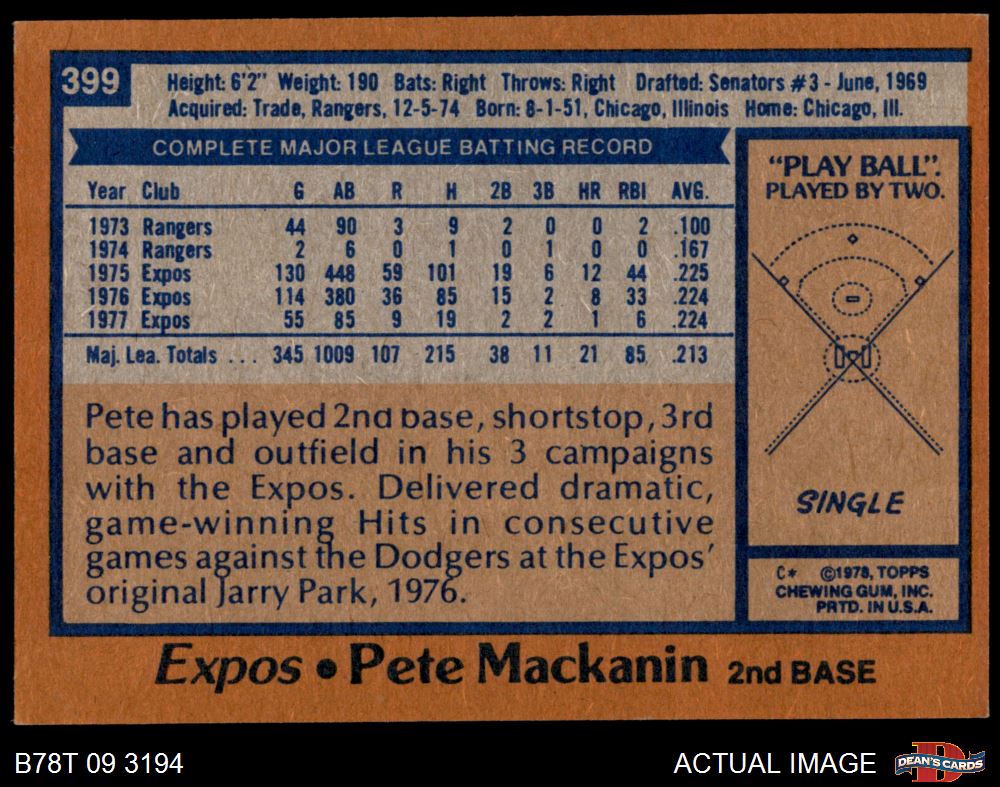 399
Height: 6'2" Weight: 190 Bats: Right Throws: Right Drafted: Senators #3 - June, 1969
Acquired: Trade, Rangers, 12-5-74 Born: 8-1-51, Chicago, Illinois Home: Chicago, Ill.
COMPLETE MAJOR LEAGUE BATTING RECORD
Year Club G AB R H 2B 3B HR RBI AVG.
1973 Rangers 44 90 3 9 2 0 0 2 .100
1974 Rangers 2 6 0 1 0 1 0 0 .167
1975 Expos 130 448 59 101 19 6 12 44 .225
1976 Expos 114 380 36 85 15 2 8 33 .224
1977 Expos 55 85 9 19 2 2 1 6 .224
Maj. Lea. Totals ... 345 1009 107 215 38 11 21 85 .213
Pete has played 2nd base, shortstop, 3rd
base and outfield in his 3 campaigns
with the Expos. Delivered dramatic,
game-winning Hits in consecutive
games against the Dodgers at the Expos'
original Jarry Park, 1976.
"PLAY BALL".
PLAYED BY TWO.
SINGLE
C* ©1978, TOPPS
CHEWING GUM, INC.
PRTD. IN U.S.A.
Expos • Pete Mackanin 2nd BASE
B78T 09 3194
ACTUAL IMAGE
D
DEAN'S CARDS